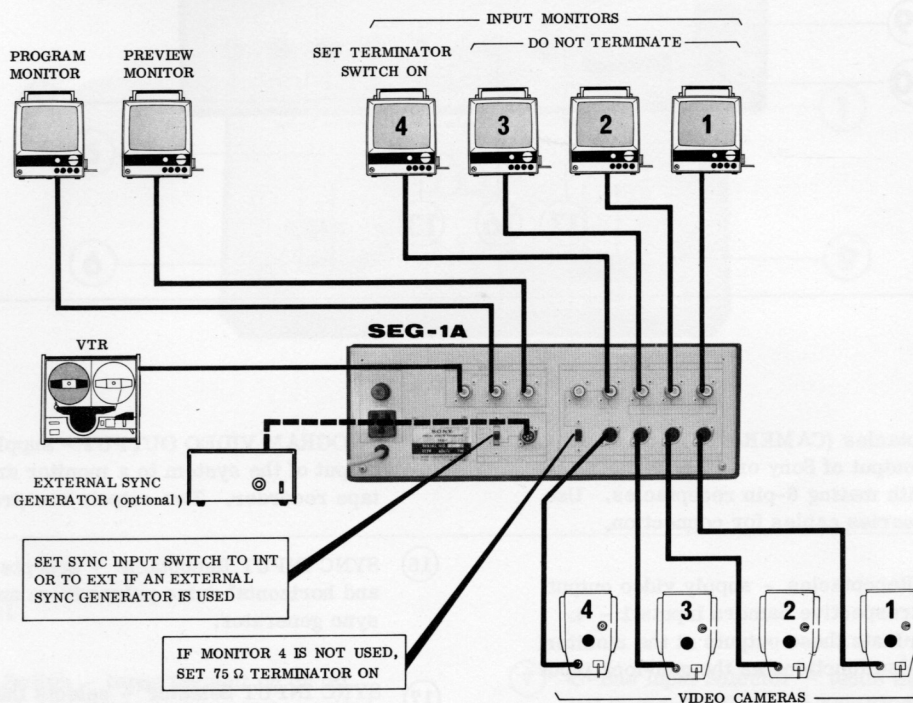 INPUT MONITORS
DO NOT TERMINATE
PROGRAM
MONITOR
PREVIEW
MONITOR
SET TERMINATOR
SWITCH ON
4
3
2
1
SEG-1A
VTR
SONY
EXTERNAL SYNC
GENERATOR (optional)
SET SYNC INPUT SWITCH TO INT
OR TO EXT IF AN EXTERNAL
SYNC GENERATOR IS USED
IF MONITOR 4 IS NOT USED,
SET 75Ω TERMINATOR ON
4
3
2
1
VIDEO CAMERAS